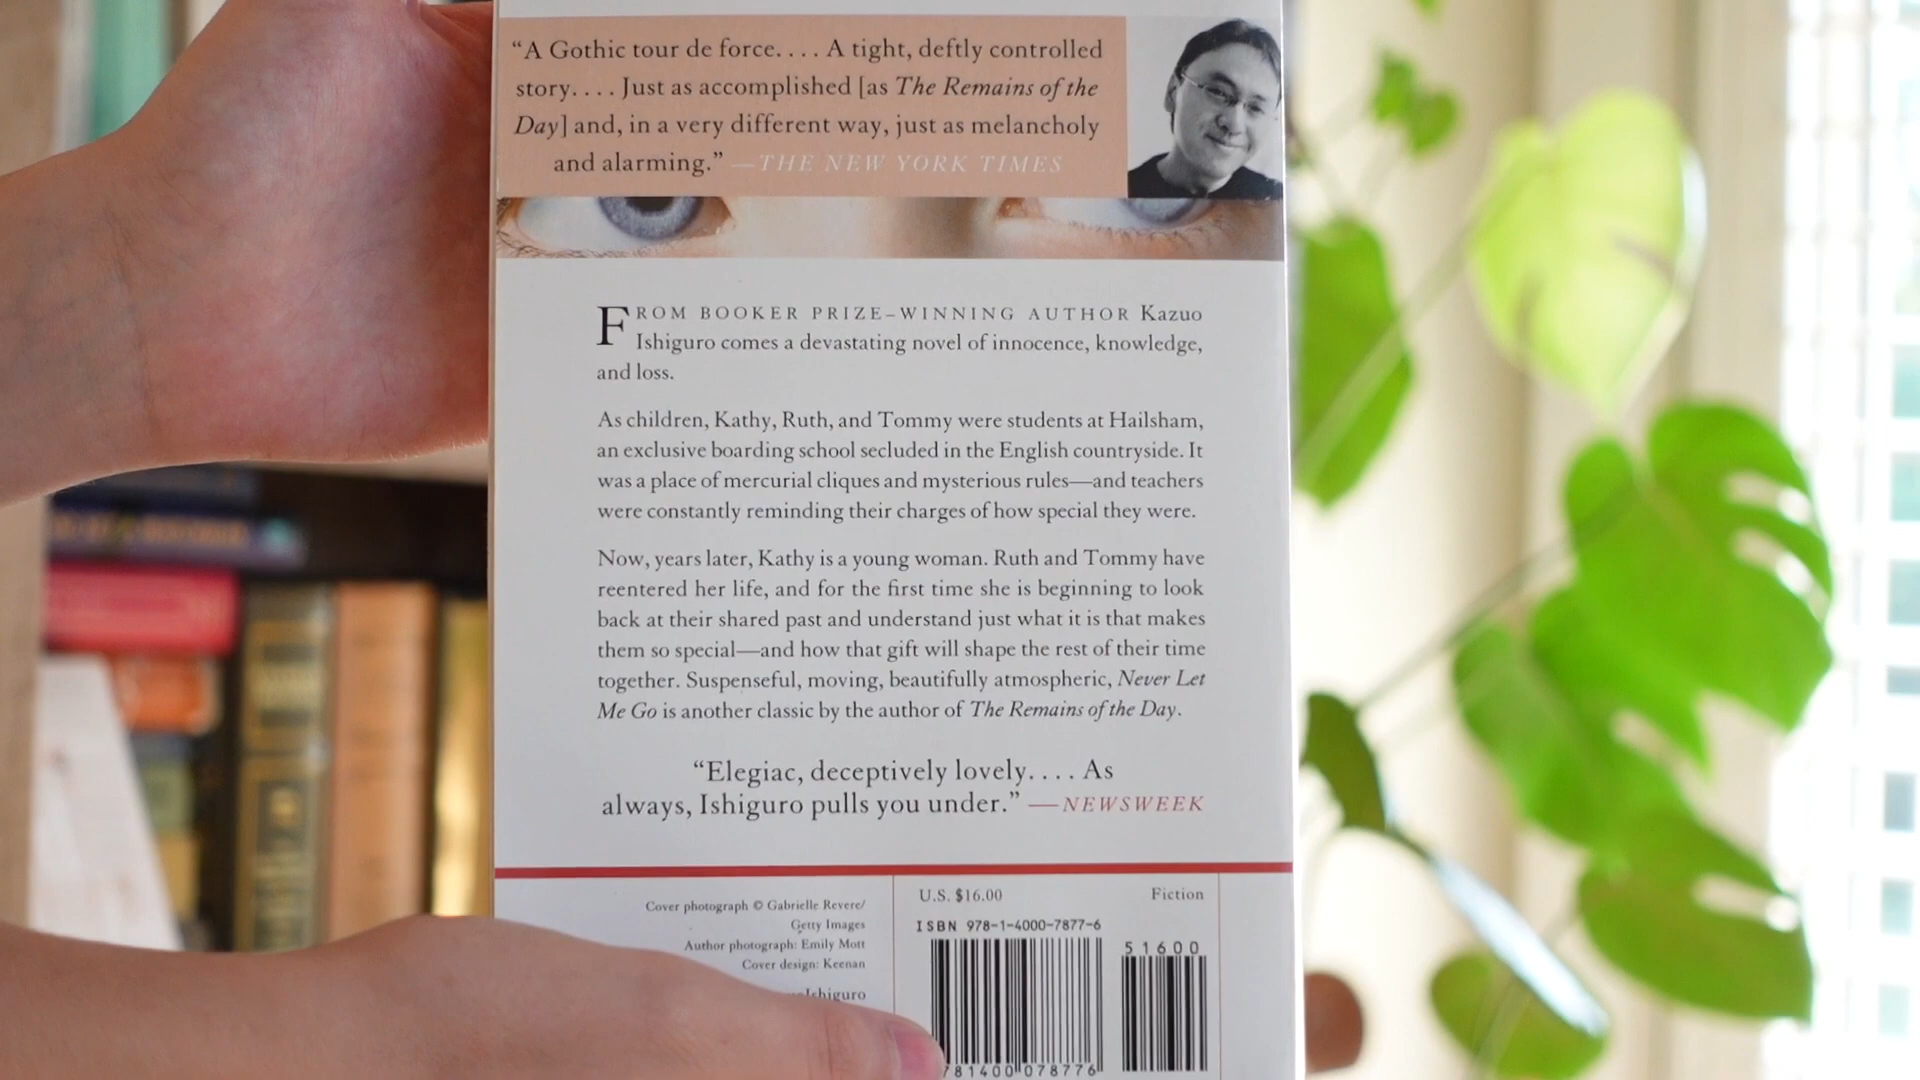 “A Gothic tour de force. . . . A tight, deftly controlled
story. . . . Just as accomplished [as The Remains of the
Day] and, in a very different way, just as melancholy
and alarming.” —THE NEW YORK TIMES
FROM BOOKER PRIZE–WINNING AUTHOR Kazuo
Ishiguro comes a devastating novel of innocence, knowledge,
and loss.
As children, Kathy, Ruth, and Tommy were students at Hailsham,
an exclusive boarding school secluded in the English countryside. It
was a place of mercurial cliques and mysterious rules—and teachers
were constantly reminding their charges of how special they were.
Now, years later, Kathy is a young woman. Ruth and Tommy have
reentered her life, and for the first time she is beginning to look
back at their shared past and understand just what it is that makes
them so special—and how that gift will shape the rest of their time
together. Suspenseful, moving, beautifully atmospheric, Never Let
Me Go is another classic by the author of The Remains of the Day.
“Elegiac, deceptively lovely. . . . As
always, Ishiguro pulls you under.” —NEWSWEEK
Cover photograph © Gabrielle Revere/
Getty Images
Author photograph: Emily Mott
Cover design: Keenan
Ishiguro
U.S. $16.00
Fiction
ISBN 978-1-4000-7877-6
51600
781400078776